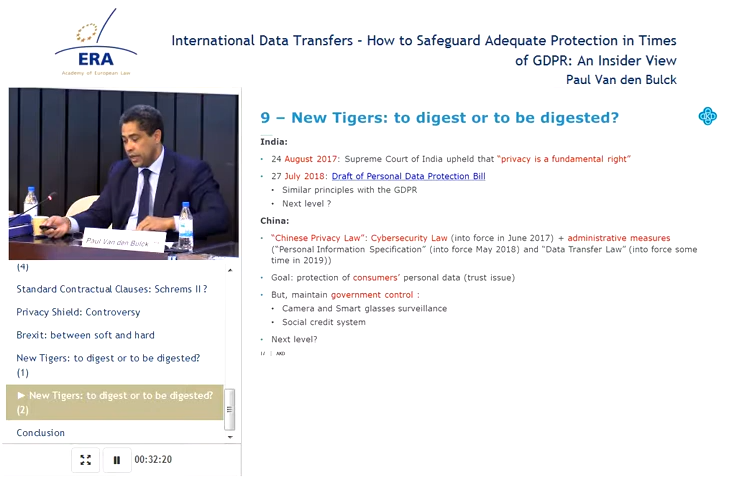 ERA
Academy of European Law
International Data Transfers - How to Safeguard Adequate Protection in Times
of GDPR: An Insider View
Paul Van den Bulck
Paul Van den Bulck
(4)
Standard Contractual Clauses: Schrems II ?
Privacy Shield: Controversy
Brexit: between soft and hard
New Tigers: to digest or to be digested?
(1)
► New Tigers: to digest or to be digested?
(2)
Conclusion
00:32:20
9 – New Tigers: to digest or to be digested?
India:
• 24 August 2017: Supreme Court of India upheld that “privacy is a fundamental right”
• 27 July 2018: Draft of Personal Data Protection Bill
• Similar principles with the GDPR
• Next level ?
China:
• “Chinese Privacy Law”: Cybersecurity Law (into force in June 2017) + administrative measures
(“Personal Information Specification” (into force May 2018) and “Data Transfer Law” (into force some
time in 2019))
• Goal: protection of consumers’ personal data (trust issue)
• But, maintain government control :
• Camera and Smart glasses surveillance
• Social credit system
• Next level?
AKD